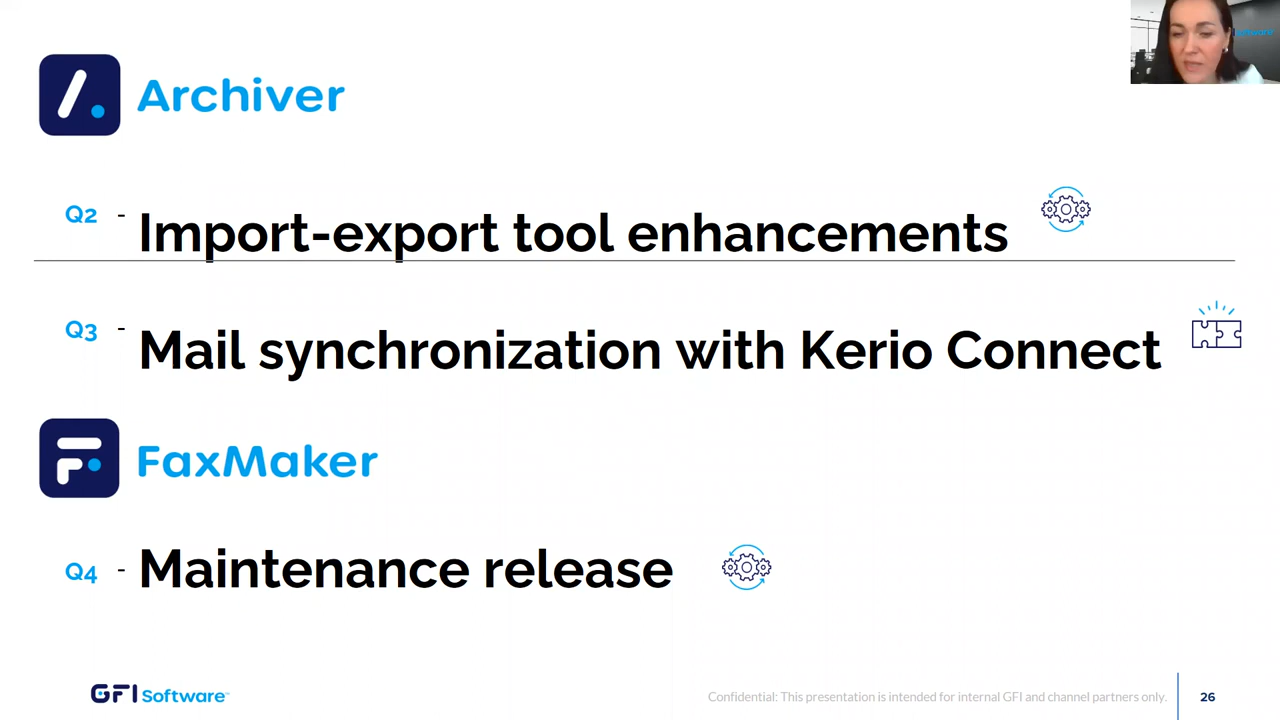 Archiver
Q2 - Import-export tool enhancements
Q3 - Mail synchronization with Kerio Connect
FaxMaker
Q4 - Maintenance release
GFI Software™
Confidential: This presentation is intended for internal GFI and channel partners only.
26